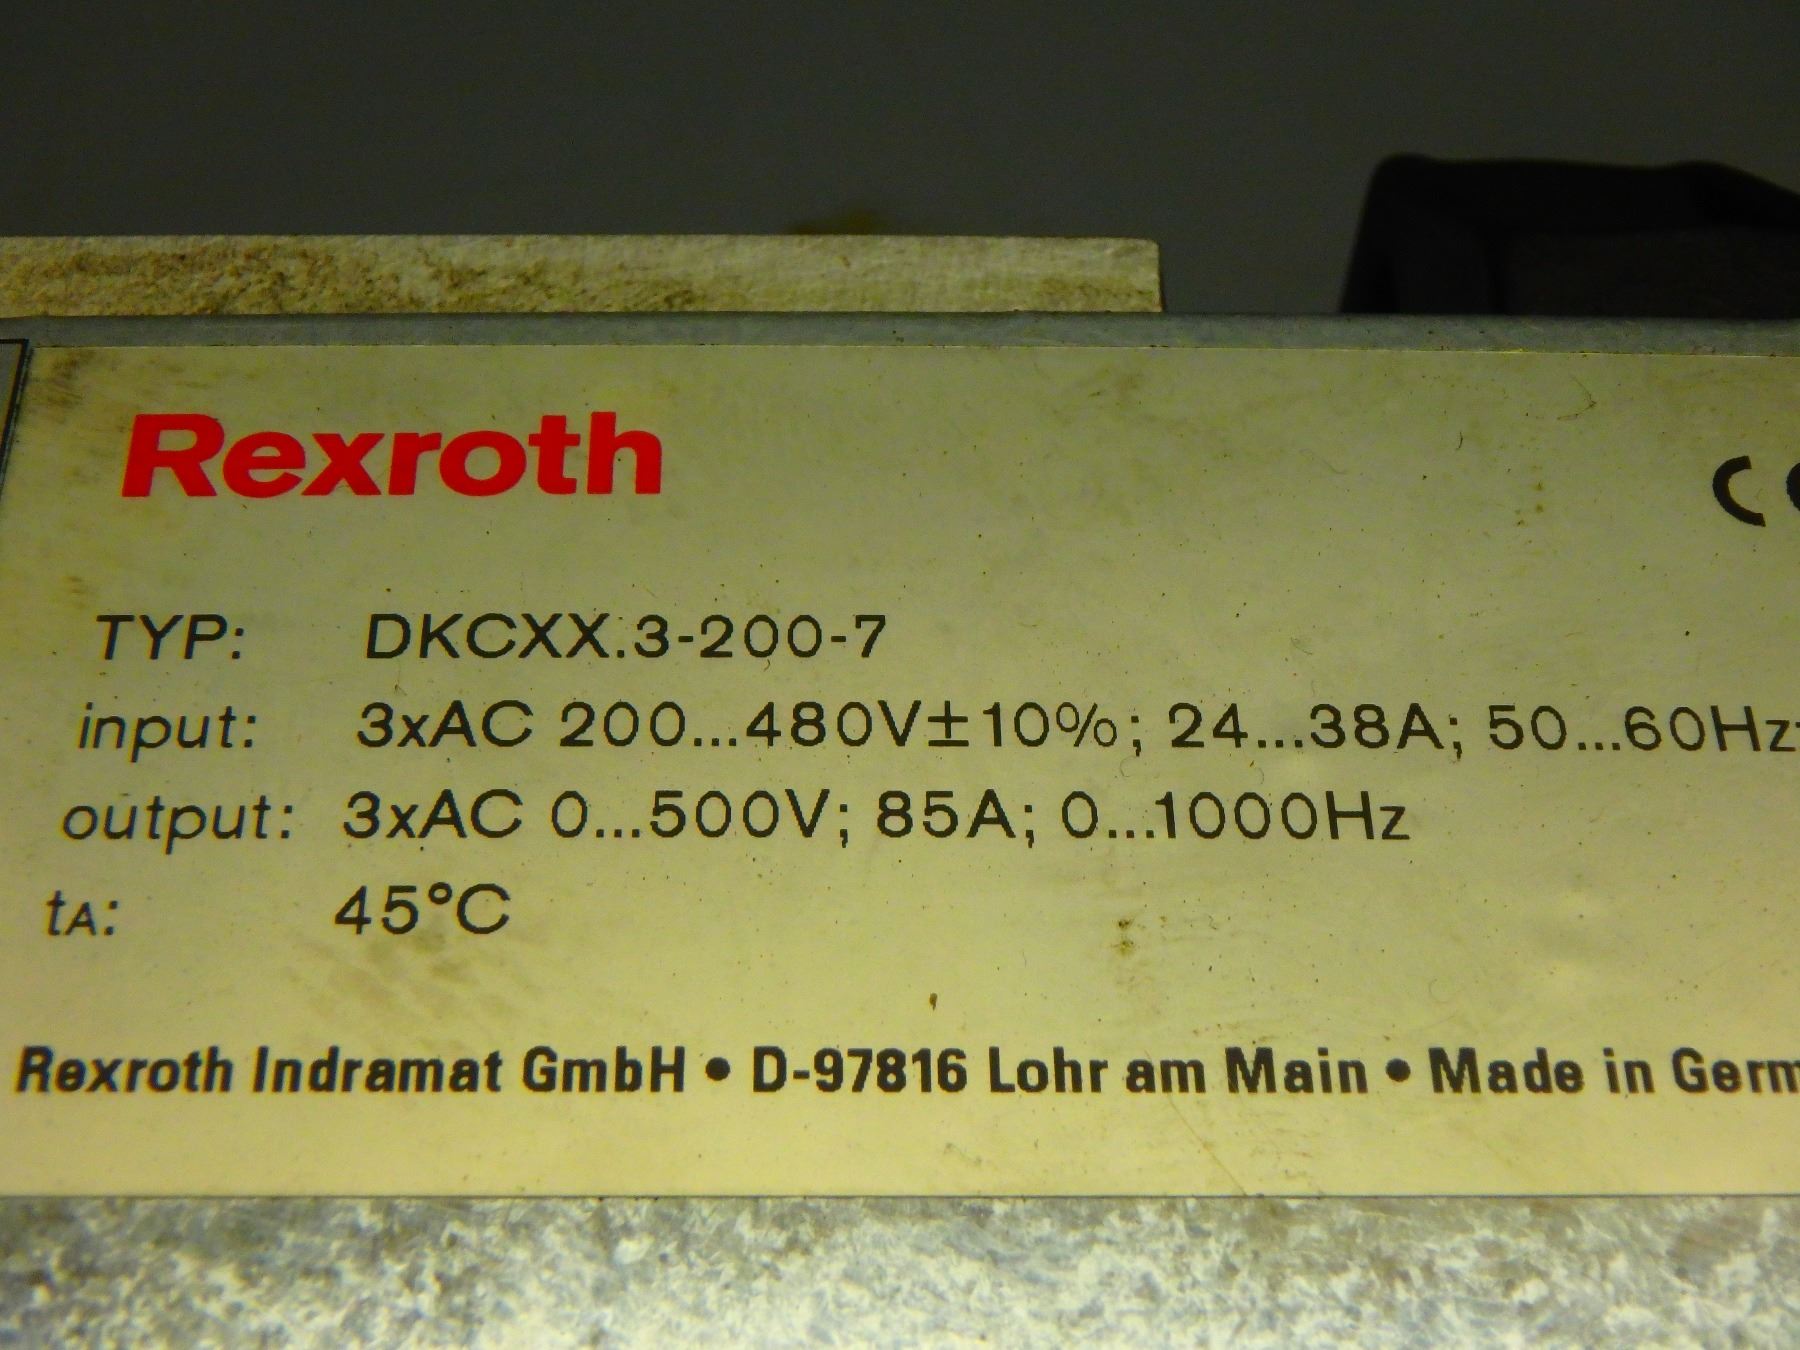 Rexroth
C
TYP: DKCXX.3-200-7
input: 3xAC 200...480V±10%; 24...38A; 50...60Hz;
output: 3xAC 0...500V; 85A; 0...1000Hz
tA: 45°C
Rexroth Indramat GmbH • D-97816 Lohr am Main • Made in Germ